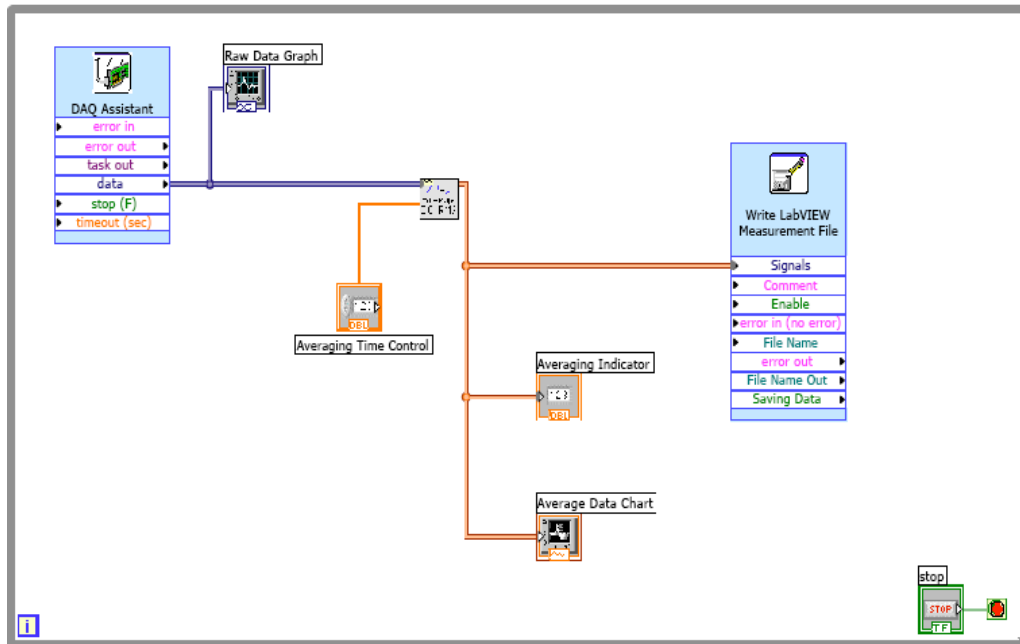 Raw Data Graph
DAQ Assistant
error in
error out
task out
data
stop (F)
timeout (sec)
DBL
Averaging Time Control
Write LabVIEW
Measurement File
Signals
Comment
Enable
error in (no error)
File Name
error out
File Name Out
Saving Data
Averaging Indicator
DBL
Average Data Chart
stop
STOP
TF
i